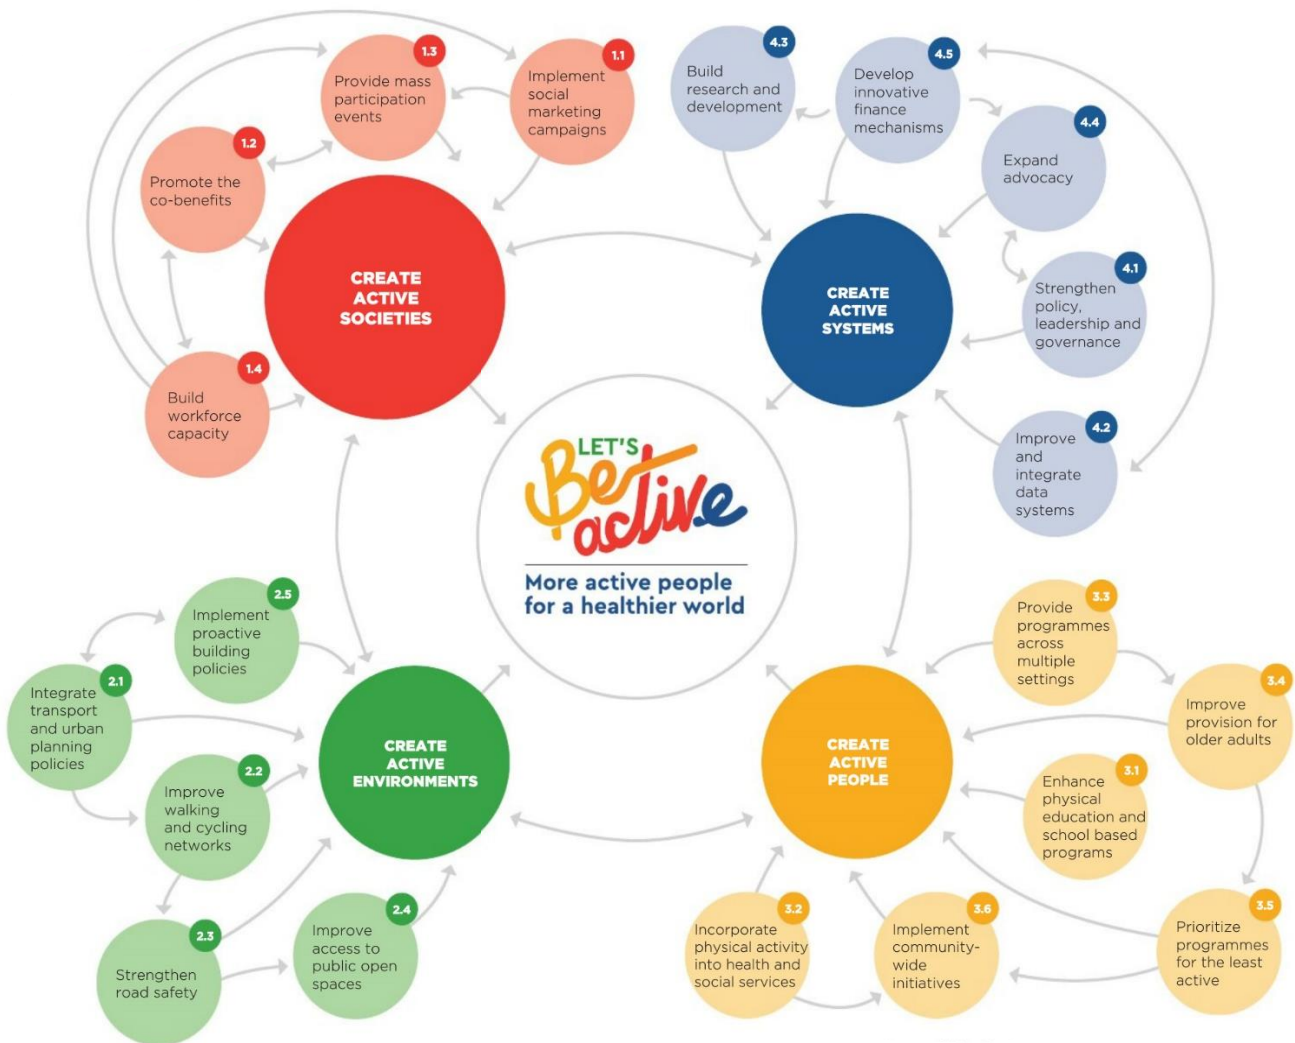 1.3
Provide mass
participation
events
1.1
Implement
social
marketing
campaigns
1.2
Promote the
co-benefits
1.4
Build
workforce
capacity
CREATE
ACTIVE
SOCIETIES
4.3
Build
research and
development
4.5
Develop
innovative
finance
mechanisms
4.4
Expand
advocacy
4.1
Strengthen
policy,
leadership and
governance
4.2
Improve
and
integrate
data
systems
CREATE
ACTIVE
SYSTEMS
LET'S
Be
active
More active people
for a healthier world
2.5
Implement
proactive
building
policies
2.1
Integrate
transport
and urban
planning
policies
2.2
Improve
walking
and cycling
networks
2.3
Strengthen
road safety
2.4
Improve
access to
public open
spaces
CREATE
ACTIVE
ENVIRONMENTS
3.3
Provide
programmes
across
multiple
settings
3.4
Improve
provision for
older adults
3.1
Enhance
physical
education and
school based
programs
3.2
Incorporate
physical activity
into health and
social services
3.6
Implement
community-
wide
initiatives
3.5
Prioritize
programmes
for the least
active
CREATE
ACTIVE
PEOPLE